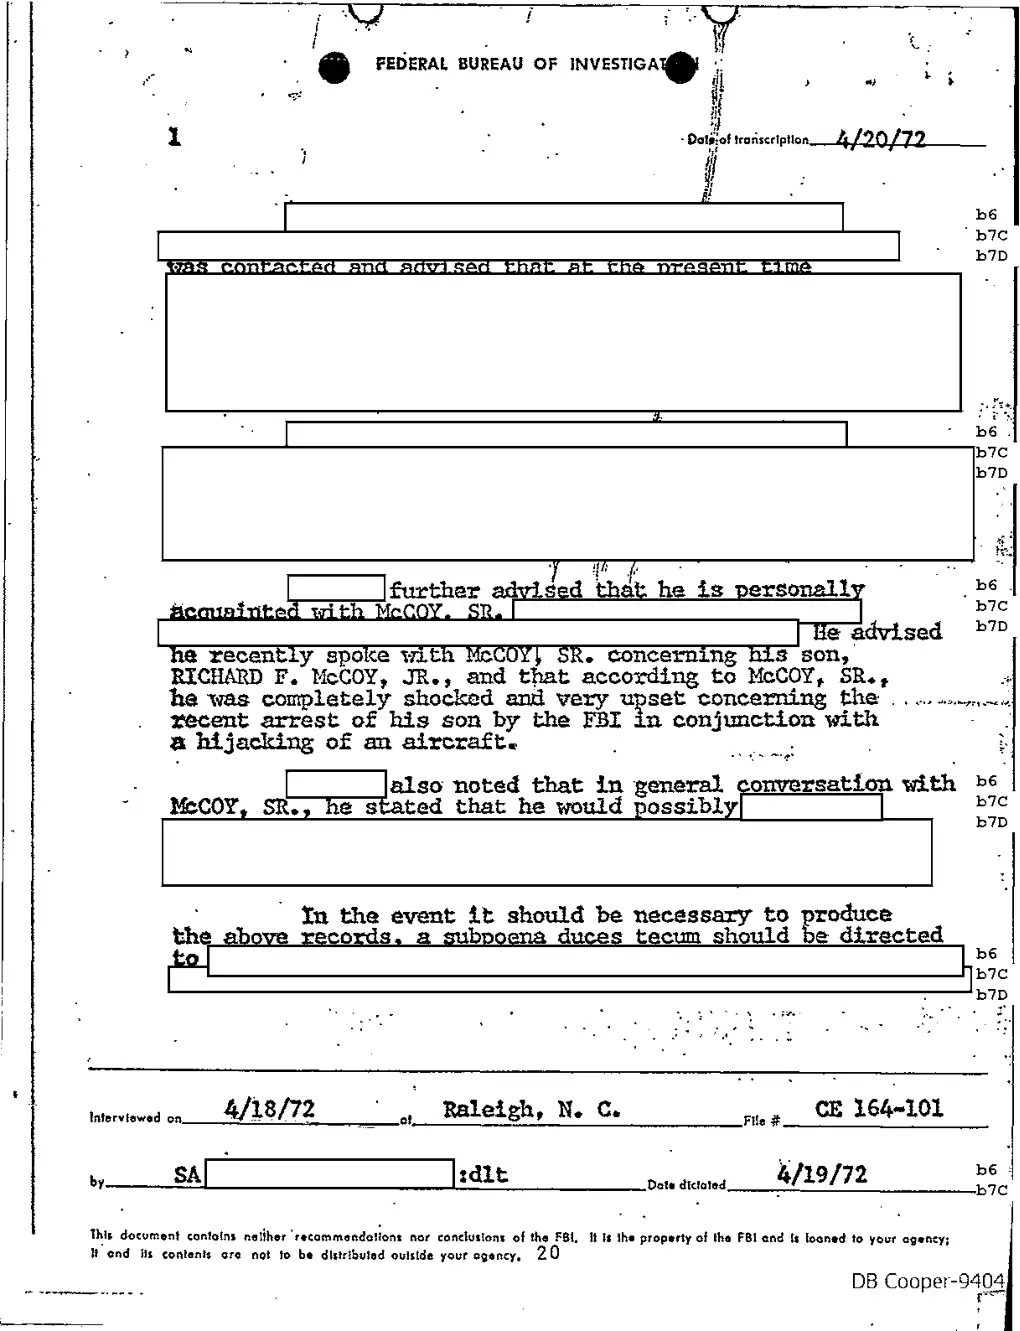 FEDERAL BUREAU OF INVESTIGATION
1
Date of transcription 4/20/72
b6
b7C
b7D
was contacted and advised that at the present time
b6
b7C
b7D
further advised that he is personally
b6
acquainted with McCOY, SR.
b7C
He advised
b7D
he recently spoke with McCOY, SR. concerning his son,
RICHARD F. McCOY, JR., and that according to McCOY, SR.,
he was completely shocked and very upset concerning the
recent arrest of his son by the FBI in conjunction with
a hijacking of an aircraft.
also noted that in general conversation with
b6
McCOY, SR., he stated that he would possibly
b7C
b7D
In the event it should be necessary to produce
the above records, a subpoena duces tecum should be directed
to
b6
b7C
b7D
Interviewed on 4/18/72 at Raleigh, N. C. File # CE 164-101
by SA :dlt Date dictated 4/19/72
b6
b7C
This document contains neither recommendations nor conclusions of the FBI. It is the property of the FBI and is loaned to your agency;
it and its contents are not to be distributed outside your agency. 20
DB Cooper-9404